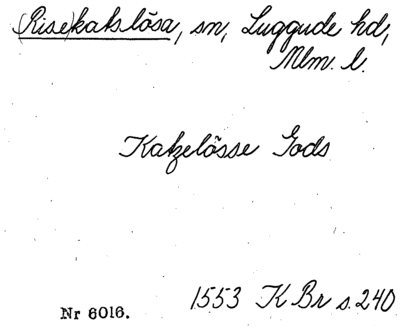 (Rise)katslösa, sn, Luggude hd,
Mlm. l.
Katzelösse Gods
1553 K Br s. 240
Nr 6016.